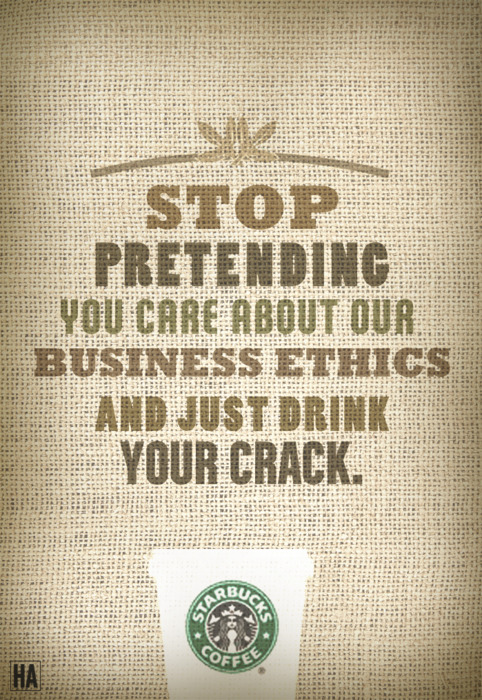 STOP
PRETENDING
YOU CARE ABOUT OUR
BUSINESS ETHICS
AND JUST DRINK
YOUR CRACK.
STARBUCKS
COFFEE
®
HA